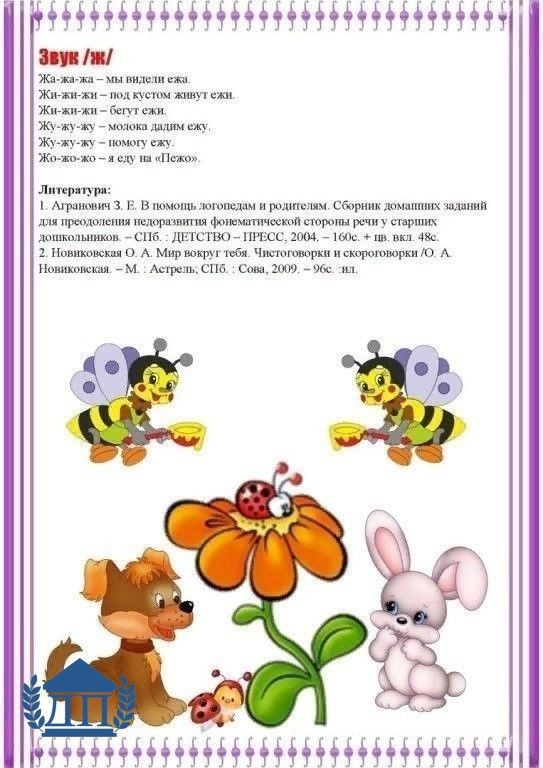 Звук /ж/
Жа-жа-жа – мы видели ежа.
Жи-жи-жи – под кустом живут ежи.
Жи-жи-жи – бегут ежи.
Жу-жу-жу – молока дадим ежу.
Жу-жу-жу – помогу ежу.
Жо-жо-жо – я еду на «Пежо».
Литература:
1. Агранович З. Е. В помощь логопедам и родителям. Сборник домашних заданий
для преодоления недоразвития фонематической стороны речи у старших
дошкольников. – СПб. : ДЕТСТВО – ПРЕСС, 2004. – 160с. + цв. вкл. 48с.
2. Новиковская О. А. Мир вокруг тебя. Чистоговорки и скороговорки /О. А.
Новиковская. – М. : Астрель; СПб. : Сова, 2009. – 96с. :ил.
ДП